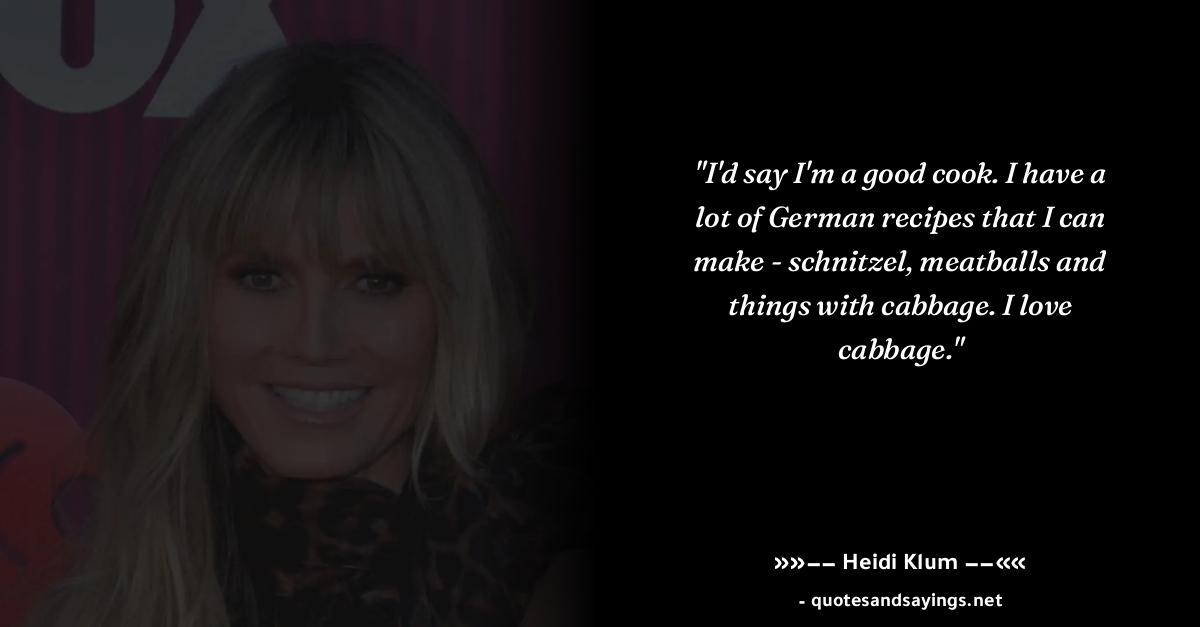 "I'd say I'm a good cook. I have a
lot of German recipes that I can
make - schnitzel, meatballs and
things with cabbage. I love
cabbage."
»»–– Heidi Klum ––««
- quotesandsayings.net